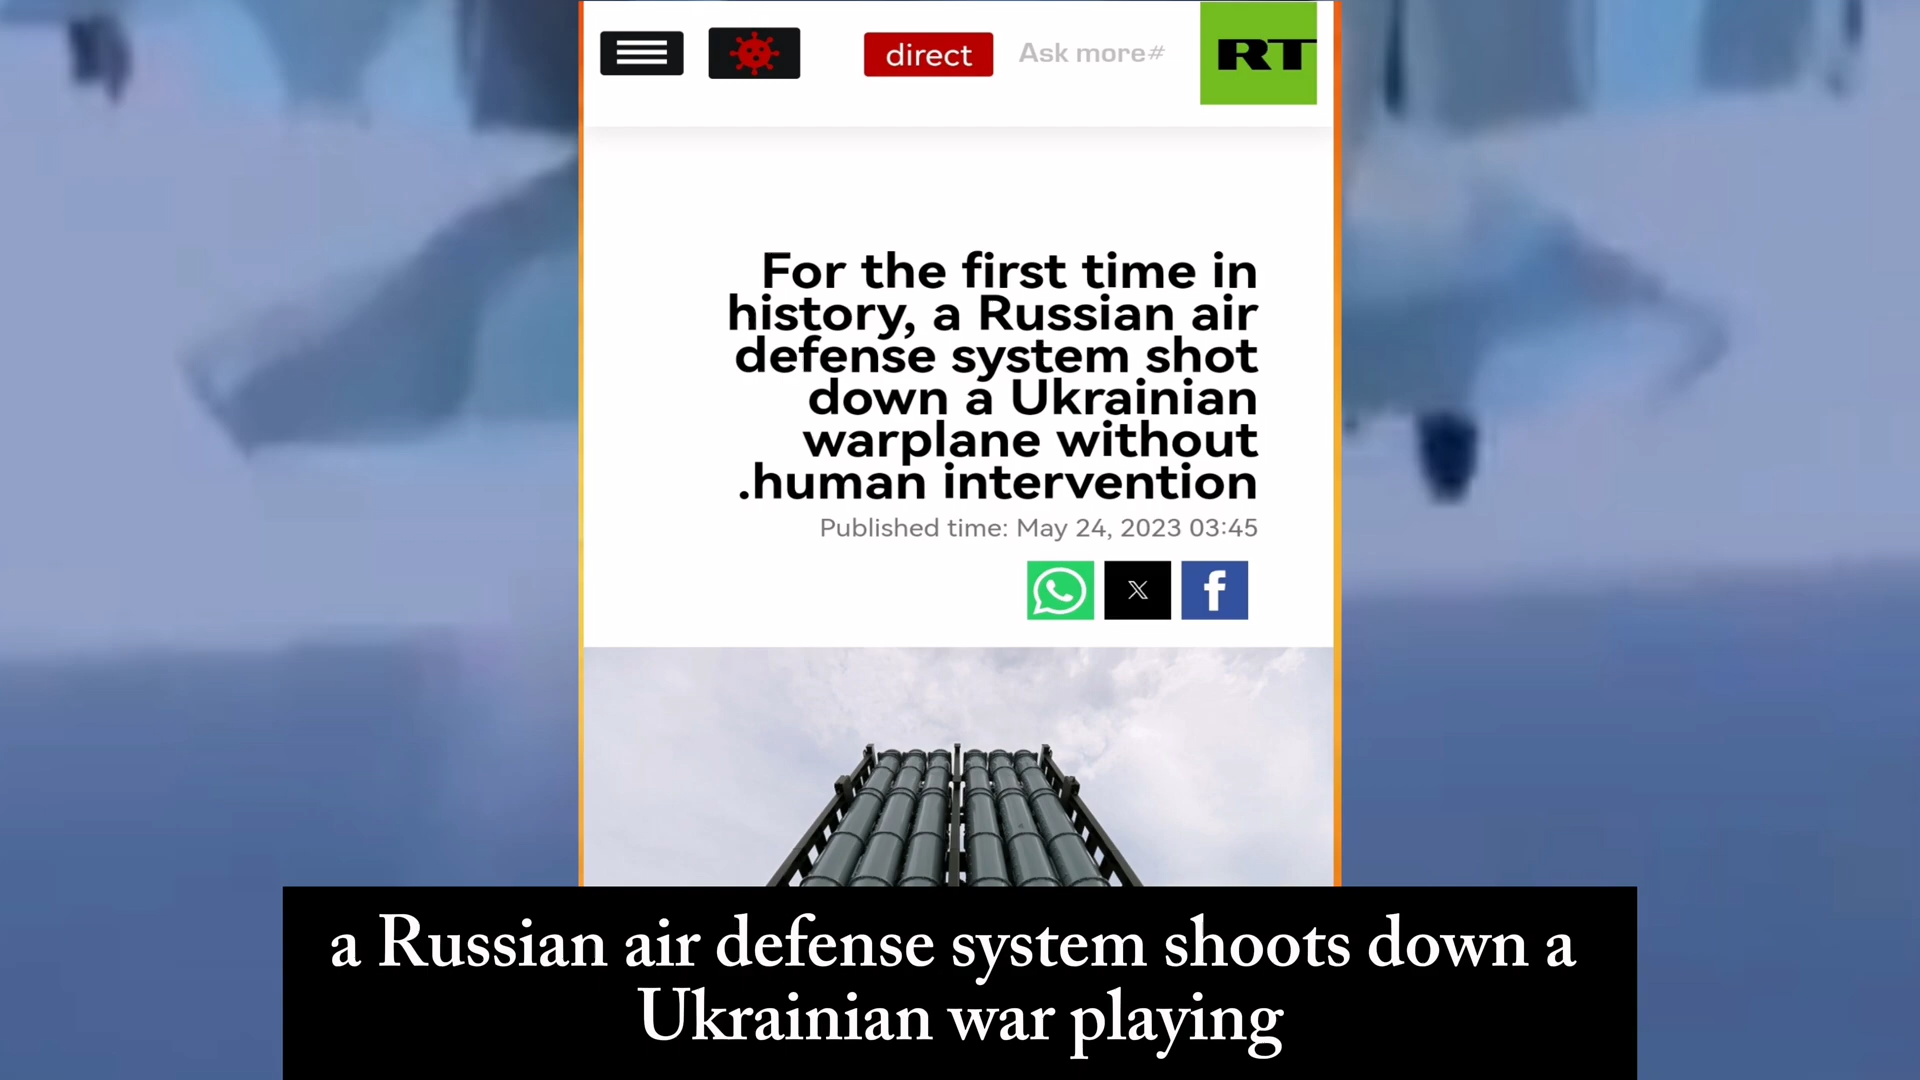 direct
Ask more#
RT
For the first time in
history, a Russian air
defense system shot
down a Ukrainian
warplane without
.human intervention
Published time: May 24, 2023 03:45
a Russian air defense system shoots down a
Ukrainian war playing